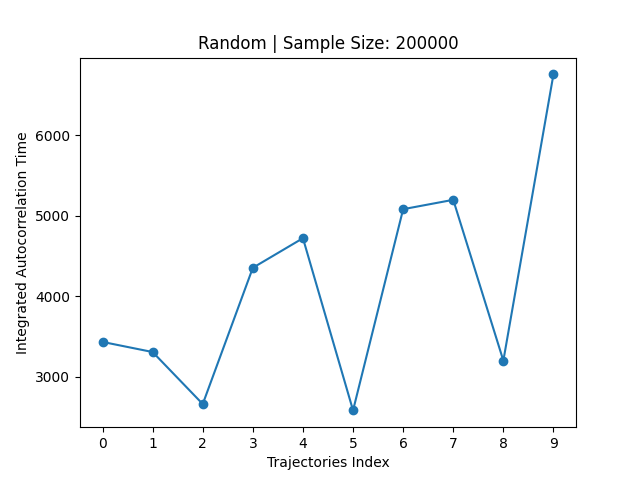 Random | Sample Size: 200000
Integrated Autocorrelation Time
6000
5000
4000
3000
0 1 2 3 4 5 6 7 8 9
Trajectories Index